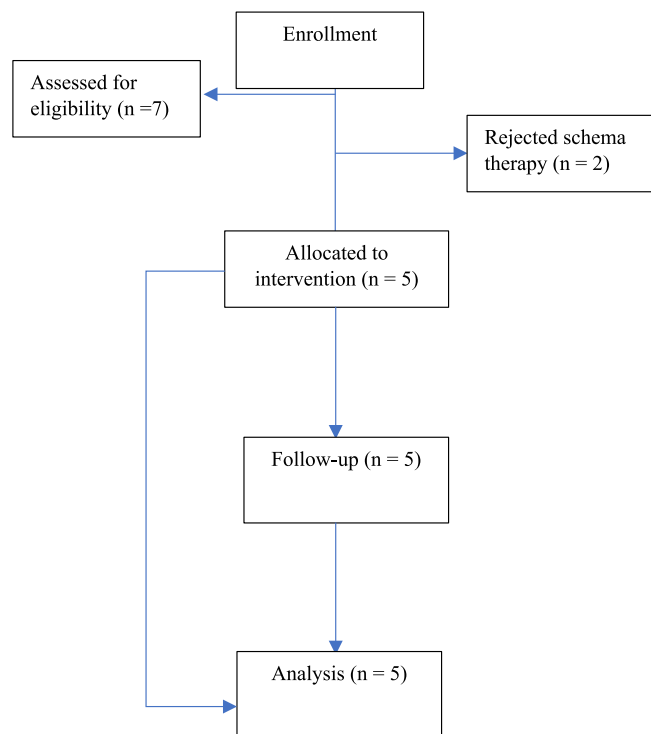 Enrollment
Assessed for
eligibility (n =7)
Rejected schema
therapy (n = 2)
Allocated to
intervention (n = 5)
Follow-up (n = 5)
Analysis (n = 5)